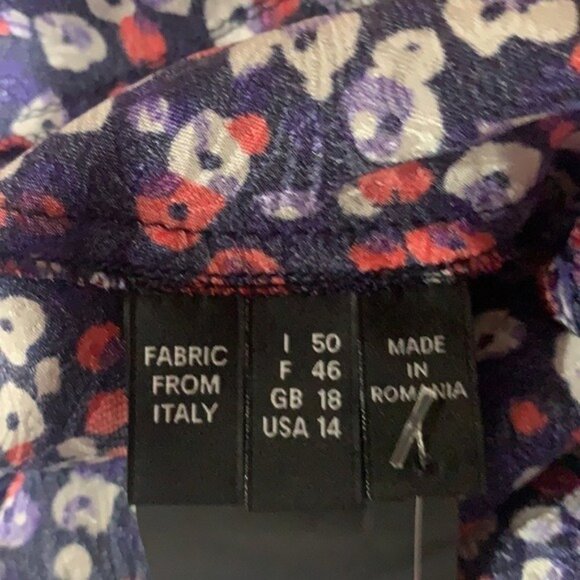 FABRIC
FROM
ITALY
I 50
F 46
GB 18
USA 14
MADE
IN
ROMANIA